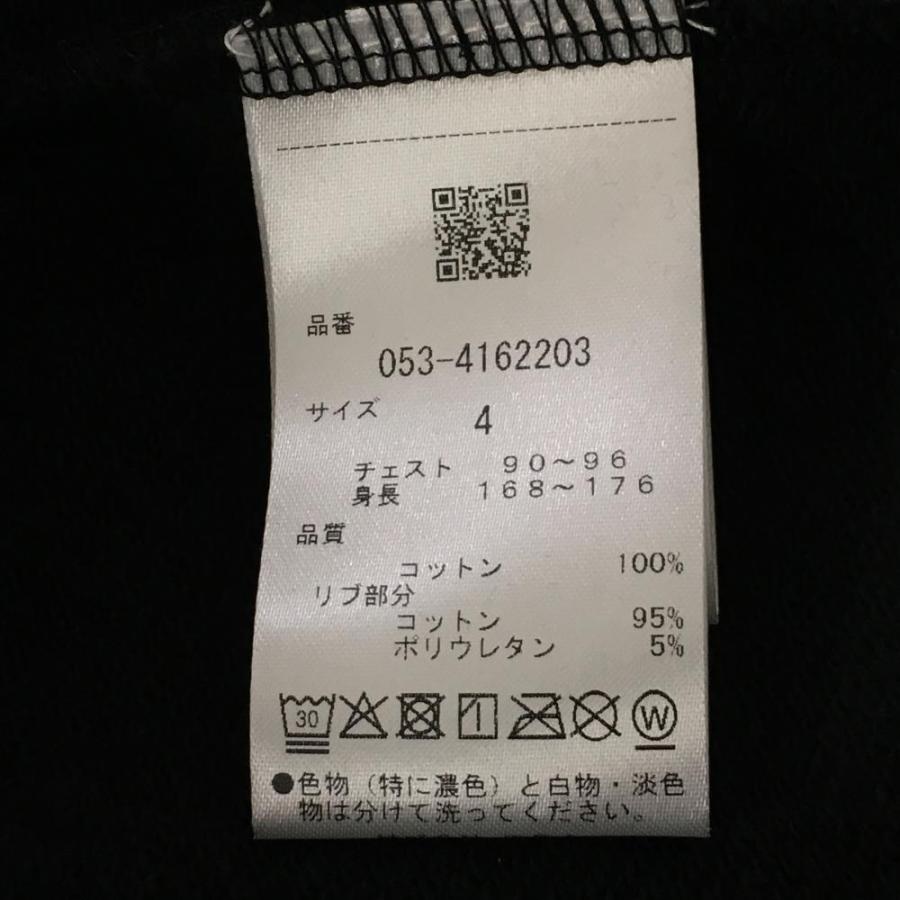 品番
053-4162203
サイズ 4
チェスト 90～96
身長 168～176
品質
コットン 100%
リブ部分
コットン 95%
ポリウレタン 5%
30 W
●色物（特に濃色）と白物・淡色
物は分けて洗ってください。